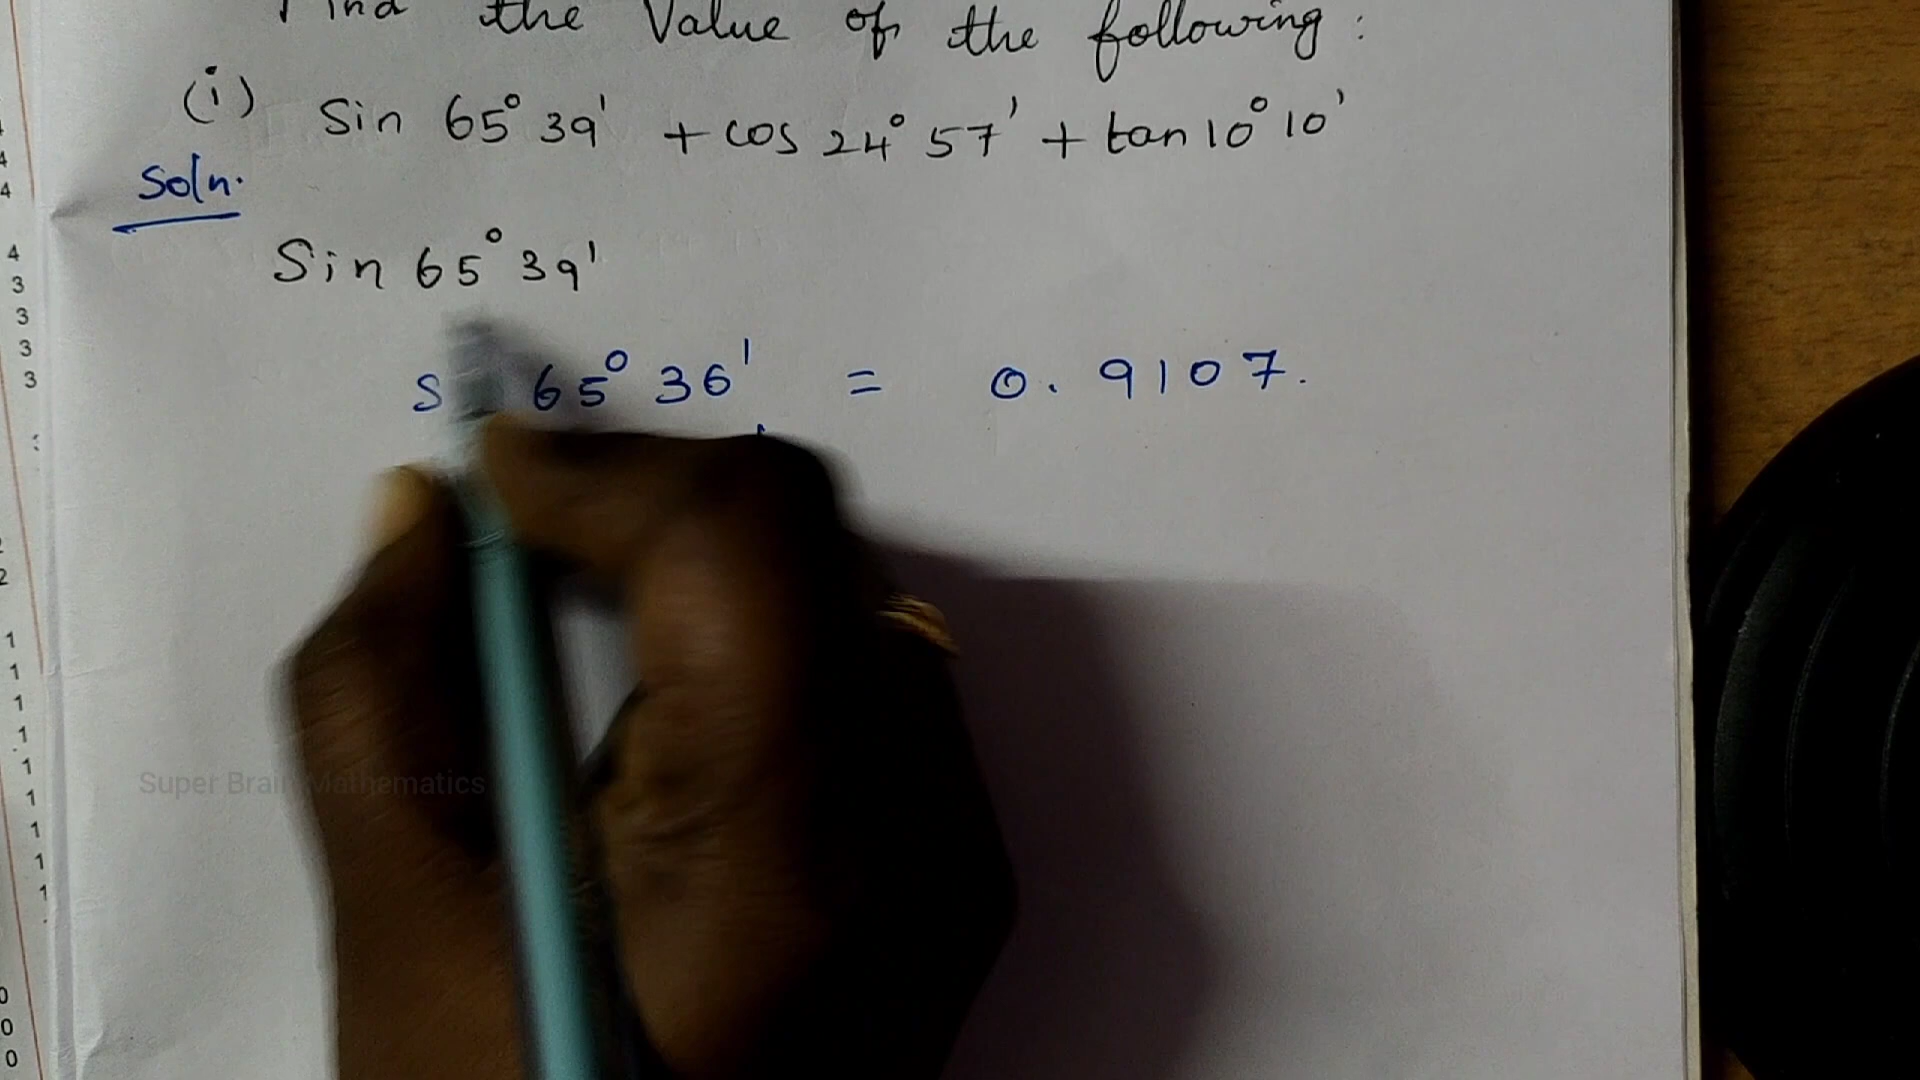 Find the Value of the following :
(i) Sin 65° 39' + cos 24° 57' + tan 10° 10'
Soln.
Sin 65° 39'
65° 36' = 0.9107.
Super Brain Mathematics